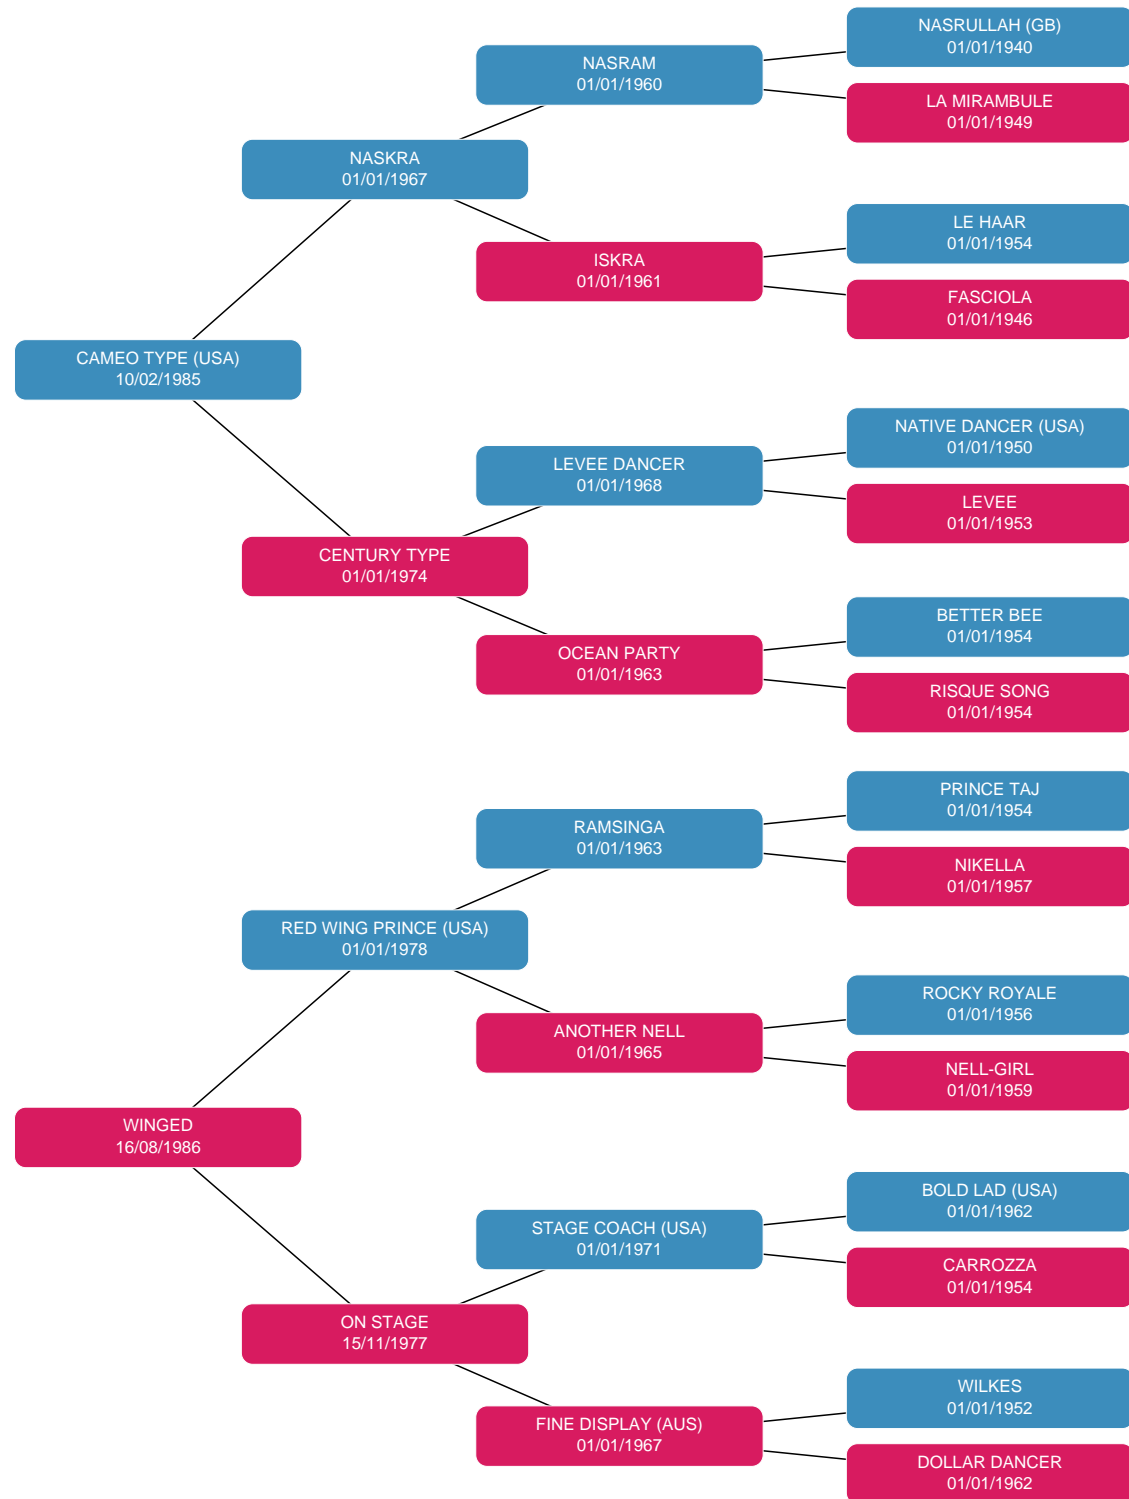 NASRULLAH (GB)
01/01/1940
NASRAM
01/01/1960
LA MIRAMBULE
01/01/1949
NASKRA
01/01/1967
LE HAAR
01/01/1954
ISKRA
01/01/1961
FASCIOLA
01/01/1946
CAMEO TYPE (USA)
10/02/1985
NATIVE DANCER (USA)
01/01/1950
LEVEE DANCER
01/01/1968
LEVEE
01/01/1953
CENTURY TYPE
01/01/1974
BETTER BEE
01/01/1954
OCEAN PARTY
01/01/1963
RISQUE SONG
01/01/1954
PRINCE TAJ
01/01/1954
RAMSINGA
01/01/1963
NIKELLA
01/01/1957
RED WING PRINCE (USA)
01/01/1978
ROCKY ROYALE
01/01/1956
ANOTHER NELL
01/01/1965
NELL-GIRL
01/01/1959
WINGED
16/08/1986
BOLD LAD (USA)
01/01/1962
STAGE COACH (USA)
01/01/1971
CARROZZA
01/01/1954
ON STAGE
15/11/1977
WILKES
01/01/1952
FINE DISPLAY (AUS)
01/01/1967
DOLLAR DANCER
01/01/1962